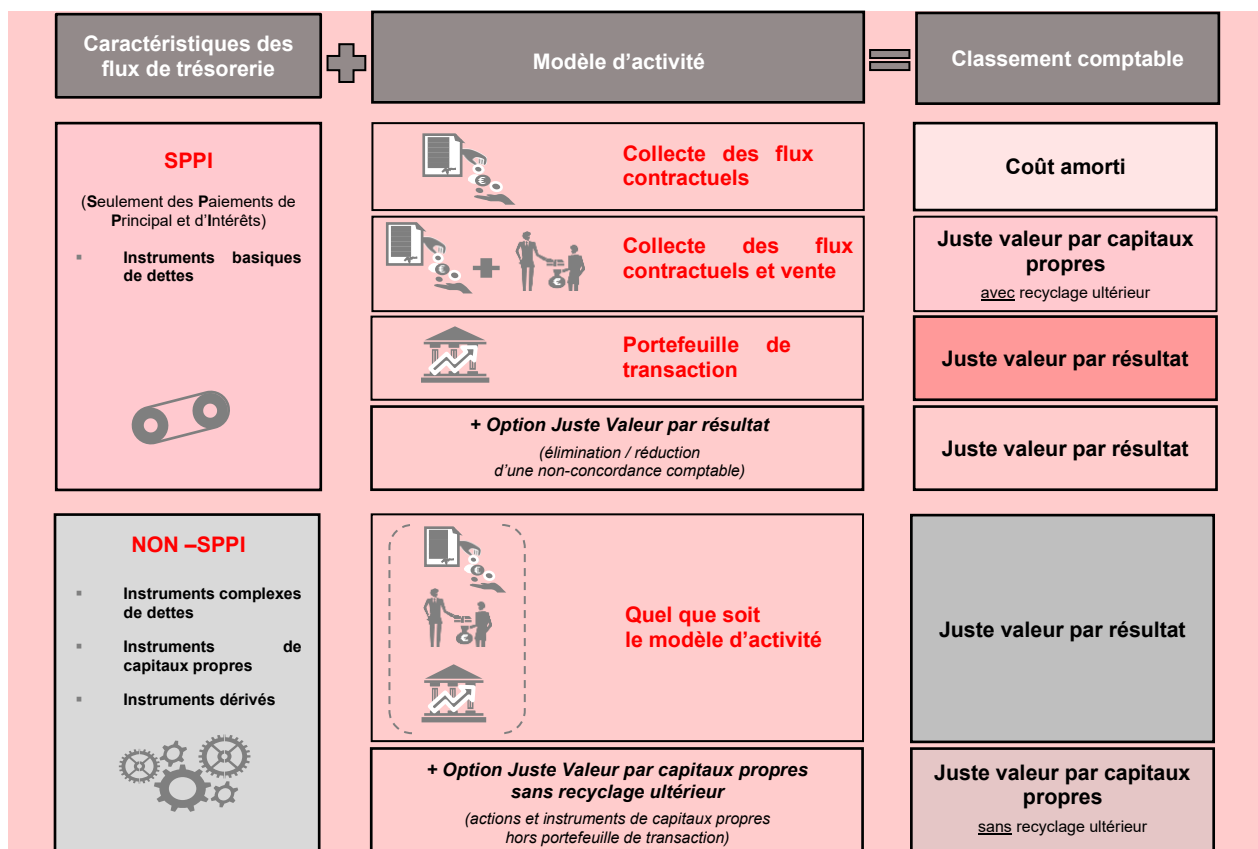 Caractéristiques des
flux de trésorerie
Modèle d'activité
Classement comptable
SPPI
(Seulement des Paiements de
Principal et d'Intérêts)
▪ Instruments basiques
de dettes
Collecte des flux
contractuels
Coût amorti
Collecte des flux
contractuels et vente
Juste valeur par capitaux
propres
avec recyclage ultérieur
Portefeuille de
transaction
Juste valeur par résultat
+ Option Juste Valeur par résultat
(élimination / réduction
d'une non-concordance comptable)
Juste valeur par résultat
NON –SPPI
▪ Instruments complexes
de dettes
▪ Instruments de
capitaux propres
▪ Instruments dérivés
Quel que soit
le modèle d'activité
Juste valeur par résultat
+ Option Juste Valeur par capitaux propres
sans recyclage ultérieur
(actions et instruments de capitaux propres
hors portefeuille de transaction)
Juste valeur par capitaux
propres
sans recyclage ultérieur